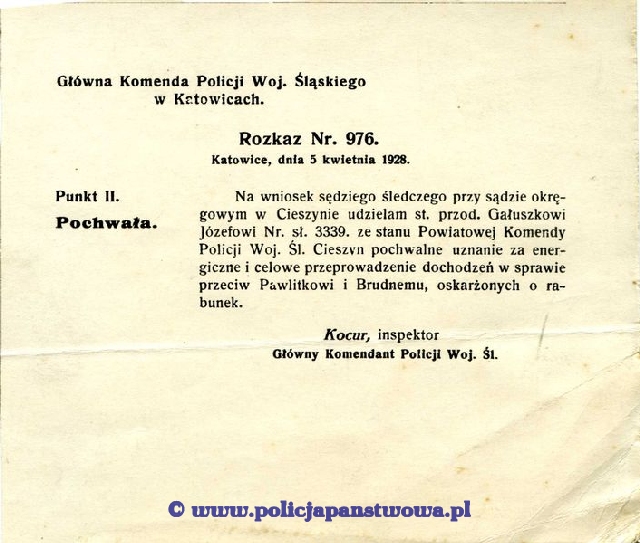 Główna Komenda Policji Woj. Śląskiego
w Katowicach.
Rozkaz Nr. 976.
Katowice, dnia 5 kwietnia 1928.
Punkt II.
Pochwała.
Na wniosek sędziego śledczego przy sądzie okrę-
gowym w Cieszynie udzielam st. przod. Gałuszkowi
Józefowi Nr. sł. 3339. ze stanu Powiatowej Komendy
Policji Woj. Śl. Cieszyn pochwalne uznanie za ener-
giczne i celowe przeprowadzenie dochodzeń w sprawie
przeciw Pawlitkowi i Brudnemu, oskarżonych o ra-
bunek.
Kocur, inspektor
Główny Komendant Policji Woj. Śl.
© www.policjapanstwowa.pl